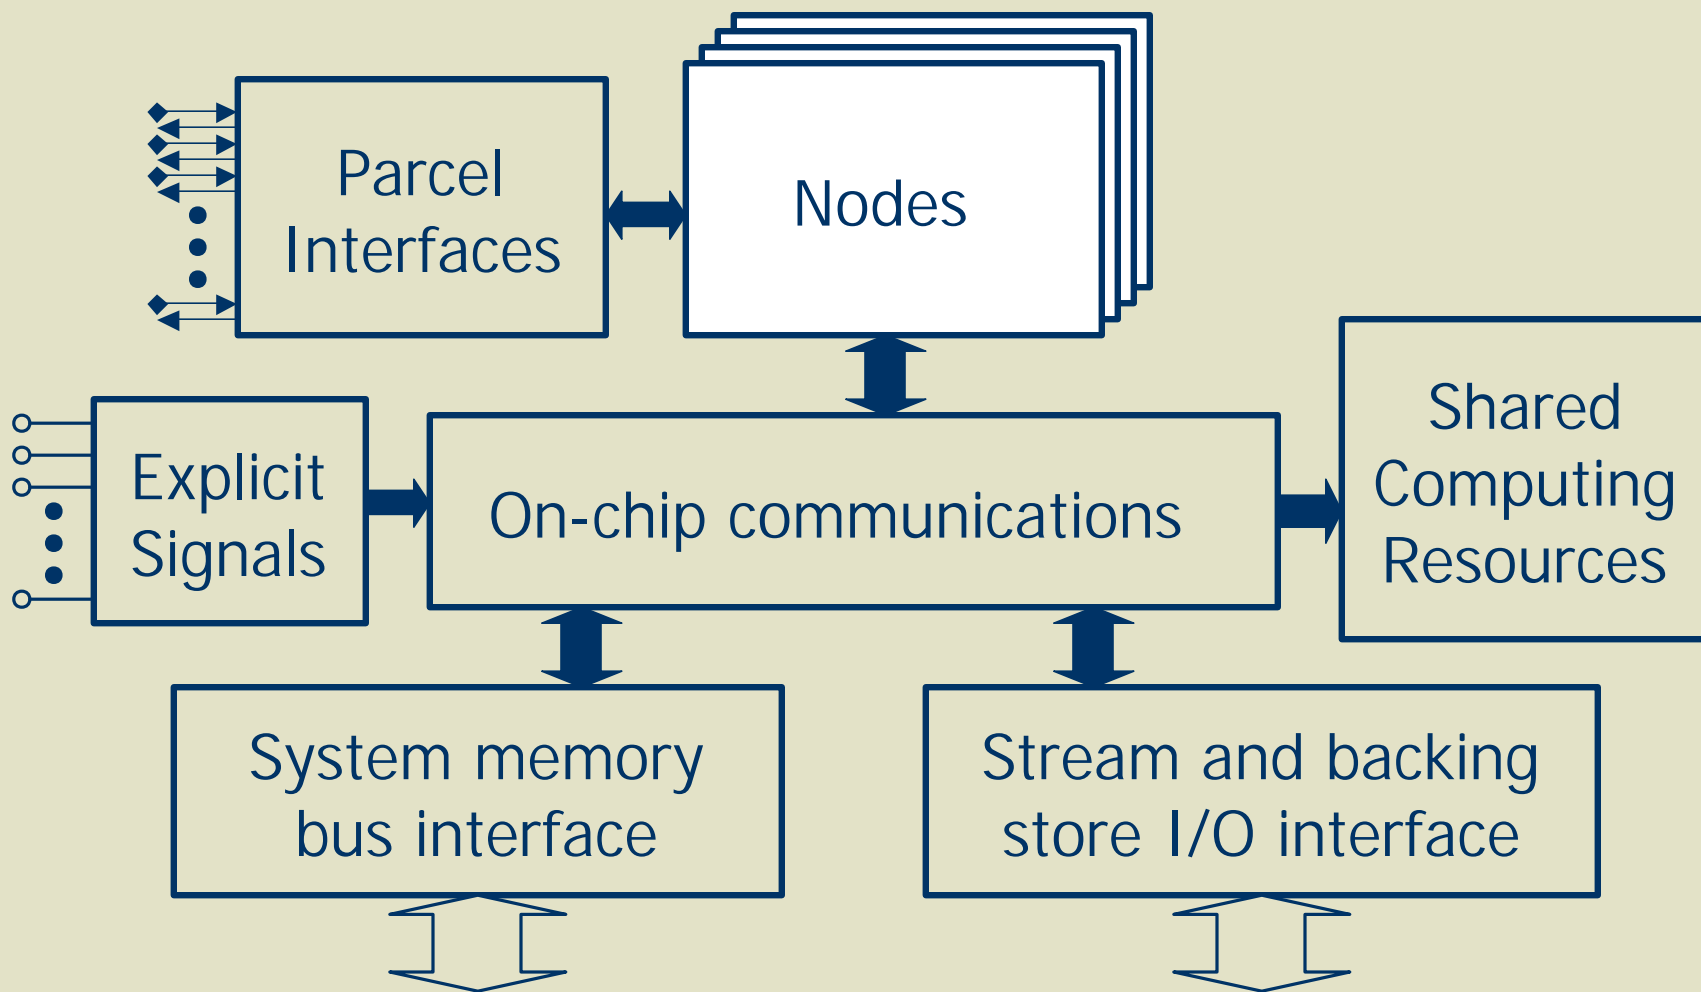 Parcel
Interfaces
Nodes
Explicit
Signals
On-chip communications
Shared
Computing
Resources
System memory
bus interface
Stream and backing
store I/O interface